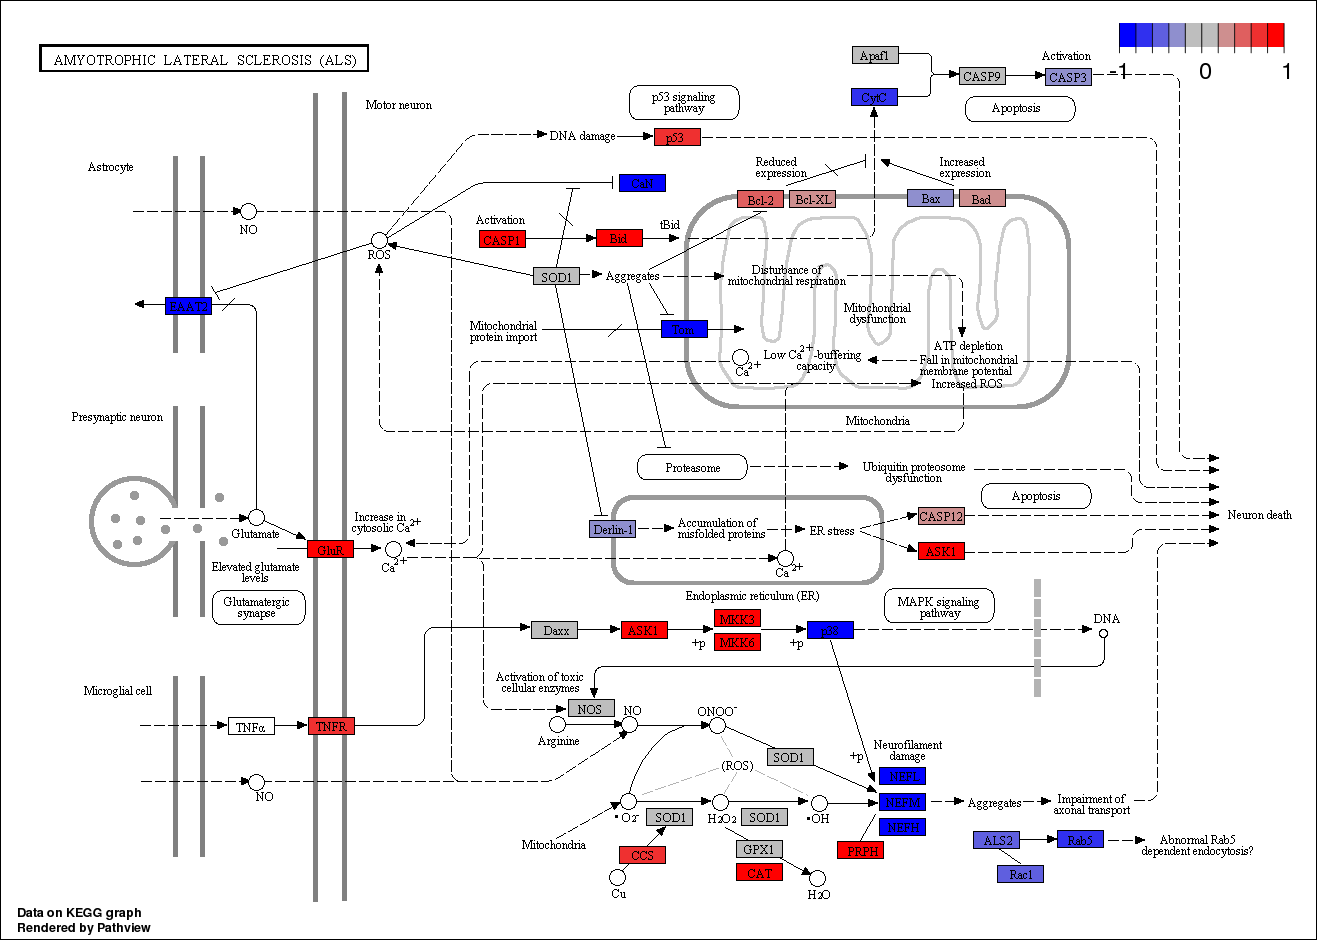 AMYOTROPHIC LATERAL SCLEROSIS (ALS)
-1 0 1
Motor neuron
Astrocyte
NO
ROS
EAAT2
p53 signaling
pathway
DNA damage
p53
Apaf1
CytC
CASP9
Activation
CASP3
Apoptosis
Reduced
expression
Increased
expression
Bcl-2
Bcl-XL
Bax
Bad
CaN
Activation
CASP1
Bid
tBid
SOD1
Aggregates
Disturbance of
mitochondrial respiration
Mitochondrial
dysfunction
Mitochondrial
protein import
Tom
ATP depletion
Fall in mitochondrial
membrane potential
Increased ROS
Low Ca2+-buffering
capacity
Ca2+
Mitochondria
Presynaptic neuron
Glutamate
Increase in
cytosolic Ca2+
GluR
Ca2+
Elevated glutamate
levels
Glutamatergic
synapse
Proteasome
Ubiquitin proteosome
dysfunction
Apoptosis
Derlin-1
Accumulation of
misfolded proteins
ER stress
CASP12
ASK1
Ca2+
Neuron death
Endoplasmic reticulum (ER)
MAPK signaling
pathway
Daxx
ASK1
+p
MKK3
MKK6
+p
p38
DNA
Microglial cell
TNFα
TNFR
NO
Activation of toxic
cellular enzymes
NOS
NO
ONOO-
Arginine
SOD1
(ROS)
+p
Neurofilament
damage
NEFL
NEFM
NEFH
PRPH
•O2-
SOD1
H2O2
SOD1
•OH
Mitochondria
CCS
Cu
GPX1
CAT
H2O
Aggregates
Impairment of
axonal transport
ALS2
Rab5
Rac1
Abnormal Rab5
dependent endocytosis?
Data on KEGG graph
Rendered by Pathview